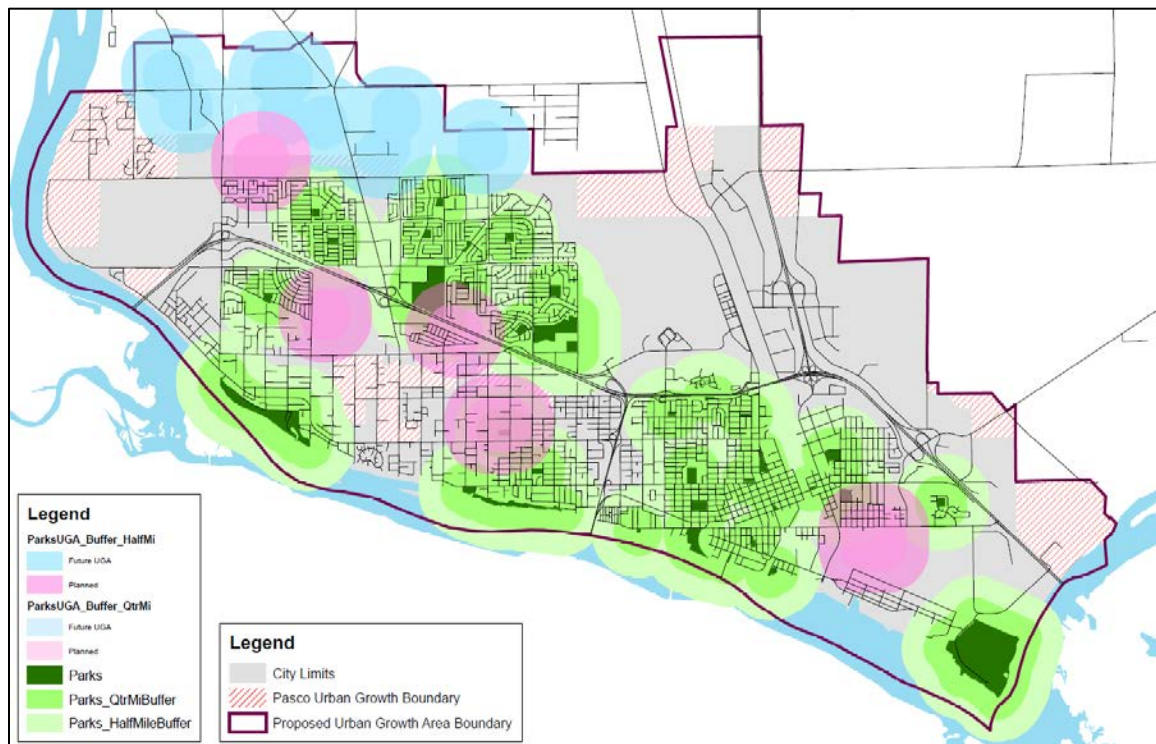 Legend
ParksUGA_Buffer_HalfMi
Future UGA
Planned
ParksUGA_Buffer_QtrMi
Future UGA
Planned
Parks
Parks_QtrMiBuffer
Parks_HalfMileBuffer
Legend
City Limits
Pasco Urban Growth Boundary
Proposed Urban Growth Area Boundary